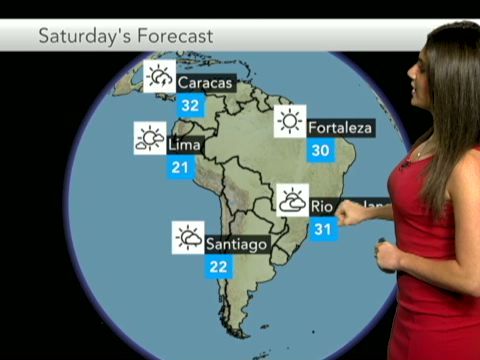 Saturday's Forecast
Caracas
32
Fortaleza
30
Lima
21
Rio
31
Santiago
22